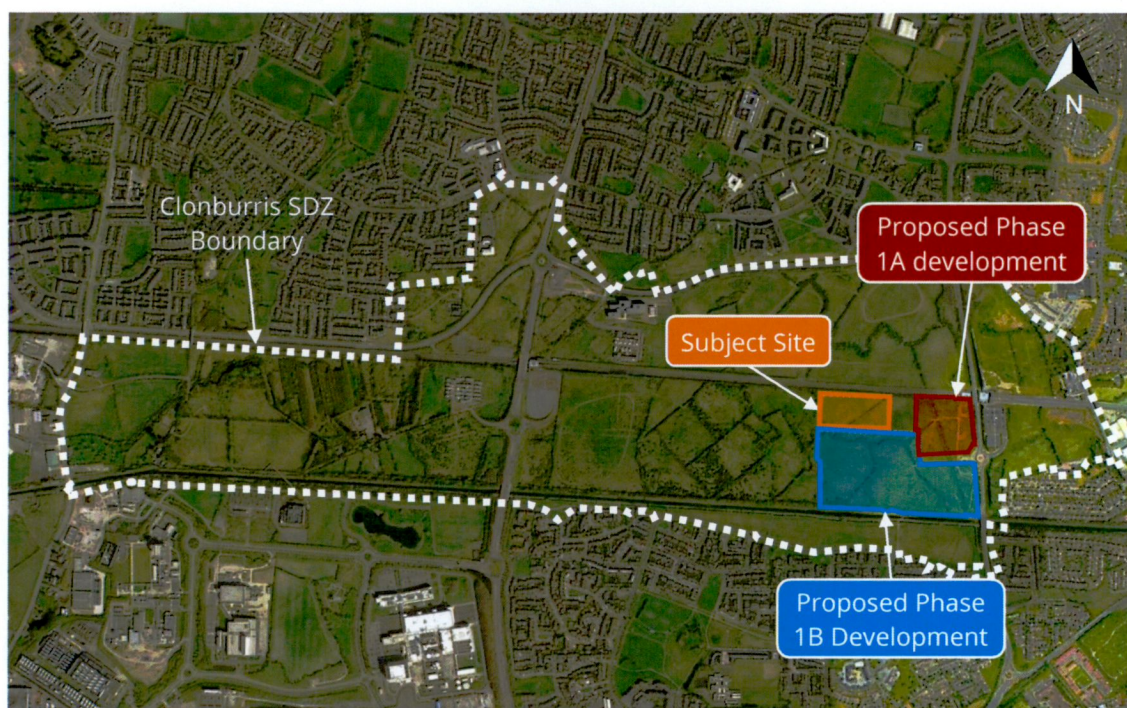 N
Clonburris SDZ
Boundary
Proposed Phase
1A development
Subject Site
Proposed Phase
1B Development